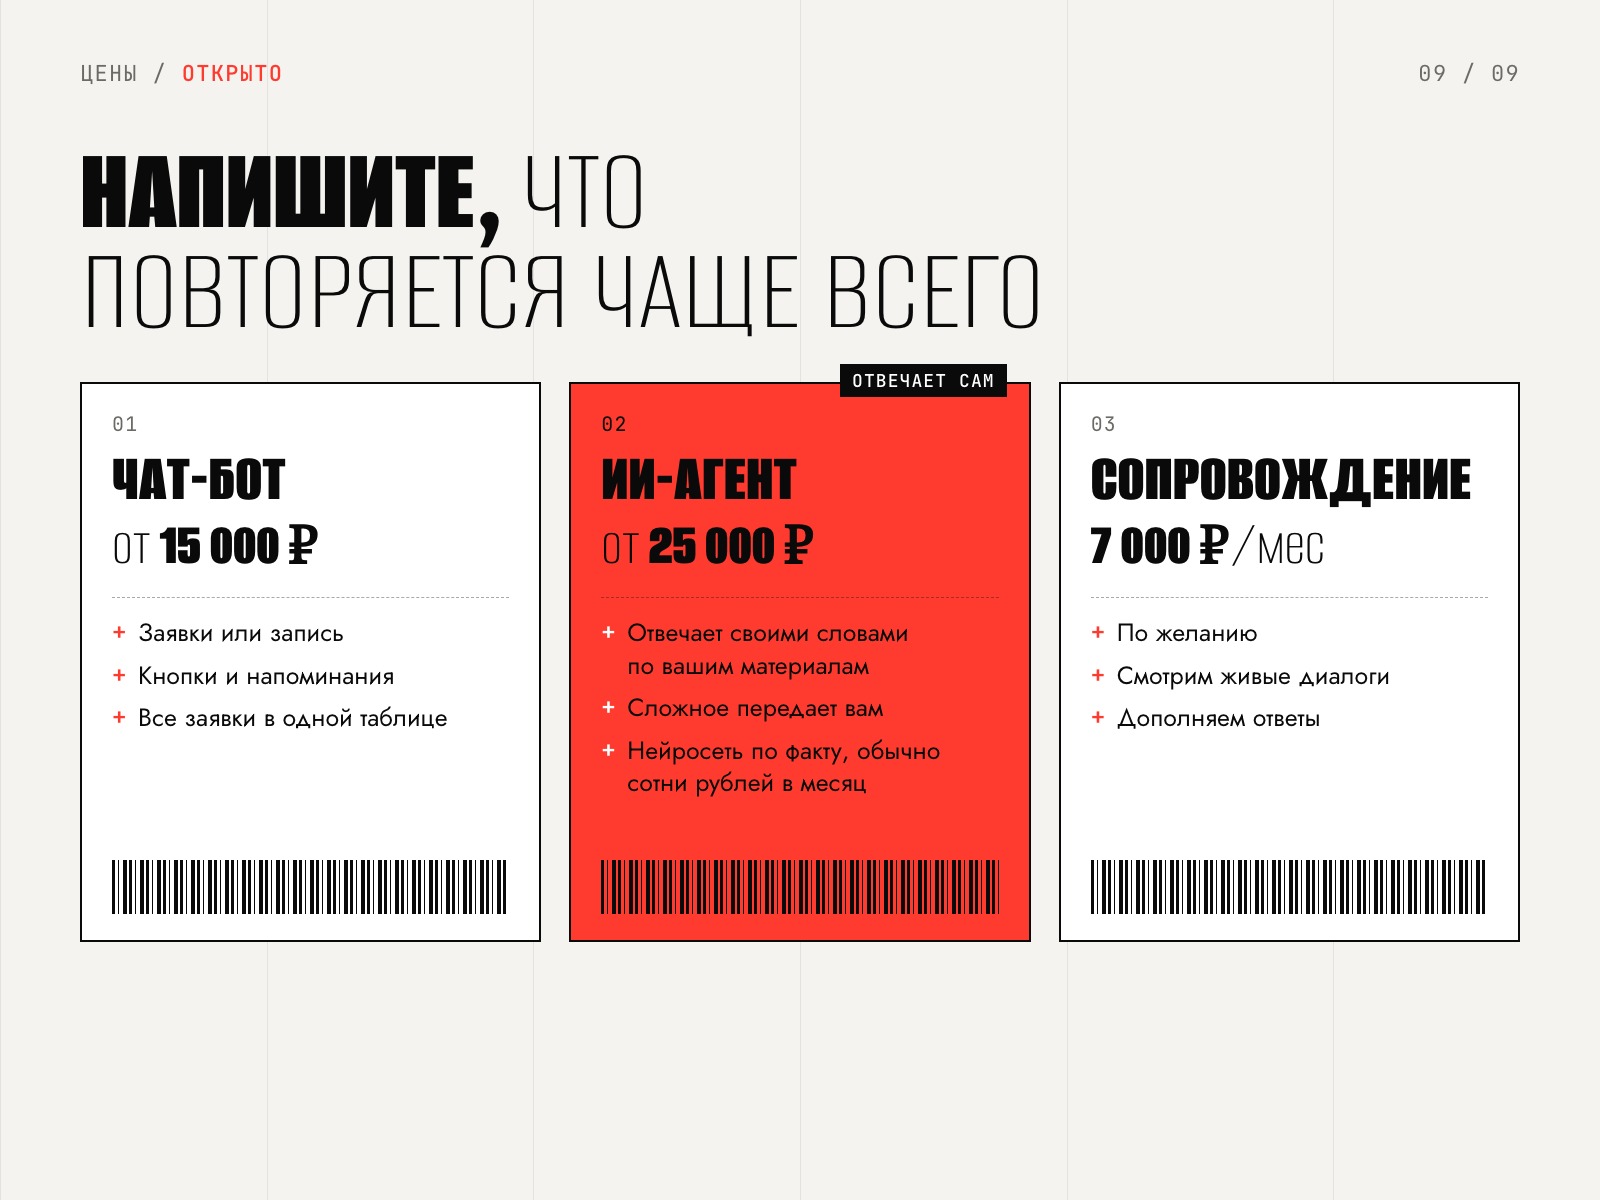 ЦЕНЫ / ОТКРЫТО
09 / 09
НАПИШИТЕ, ЧТО
ПОВТОРЯЕТСЯ ЧАЩЕ ВСЕГО
01
ЧАТ-БОТ
ОТ 15 000 ₽
+ Заявки или запись
+ Кнопки и напоминания
+ Все заявки в одной таблице
ОТВЕЧАЕТ САМ
02
ИИ-АГЕНТ
ОТ 25 000 ₽
+ Отвечает своими словами
по вашим материалам
+ Сложное передает вам
+ Нейросеть по факту, обычно
сотни рублей в месяц
03
СОПРОВОЖДЕНИЕ
7 000 ₽/мес
+ По желанию
+ Смотрим живые диалоги
+ Дополняем ответы